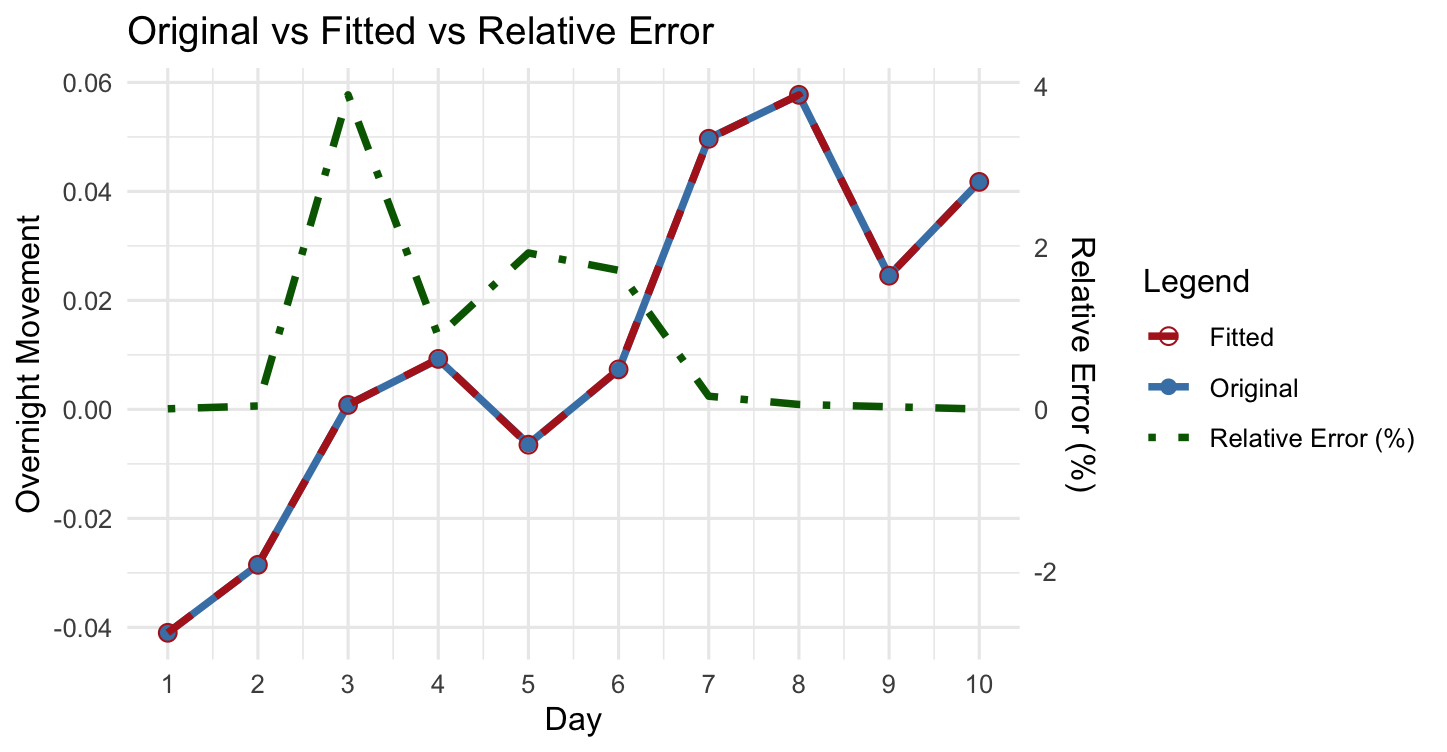 Original vs Fitted vs Relative Error
Overnight Movement
0.06
0.04
0.02
0.00
-0.02
-0.04
1 2 3 4 5 6 7 8 9 10
Day
4
2
0
-2
Relative Error (%)
Legend
Fitted
Original
Relative Error (%)